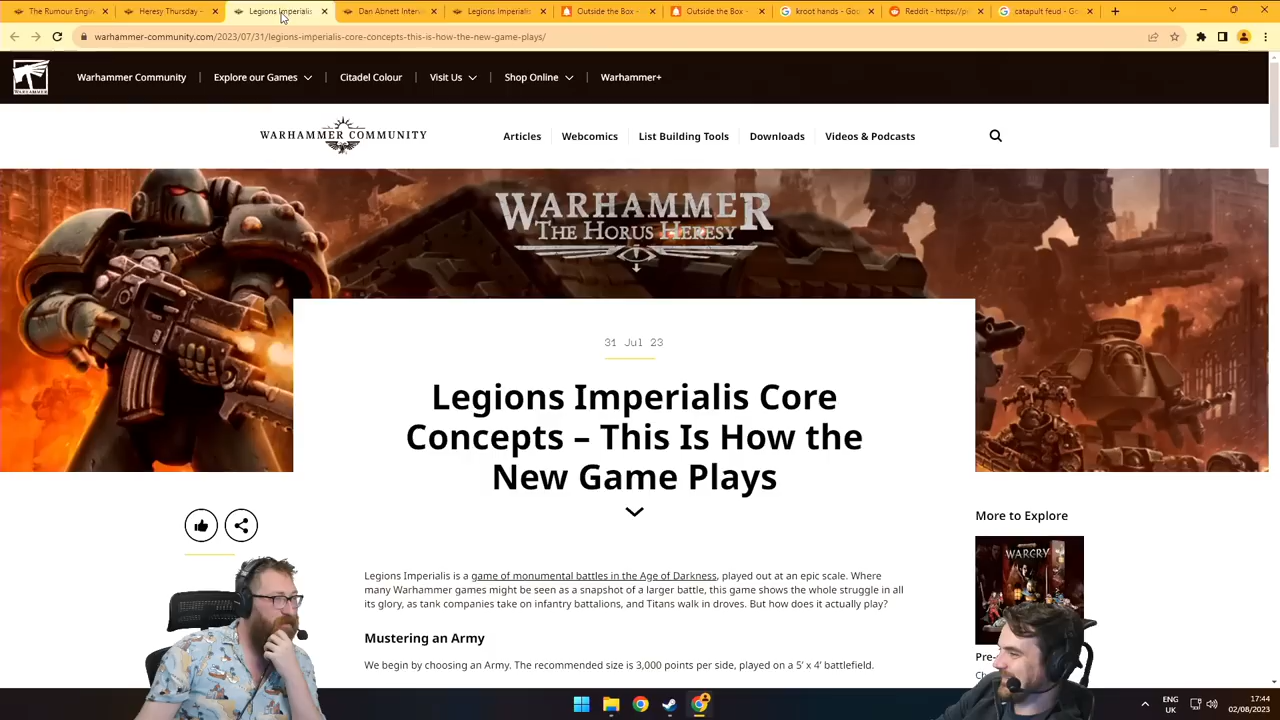 The Rumour Engin
Heresy Thursday -
Legions Imperialis
Dan Abnett Interv
Legions Imperialis
Outside the Box -
Outside the Box -
kroot hands - Goo
Reddit - https://pr
catapult feud - Go
warhammer-community.com/2023/07/31/legions-imperialis-core-concepts-this-is-how-the-new-game-plays/
Warhammer Community
Explore our Games
Citadel Colour
Visit Us
Shop Online
Warhammer+
WARHAMMER COMMUNITY
Articles
Webcomics
List Building Tools
Downloads
Videos & Podcasts
WARHAMMER
THE HORUS HERESY
31 Jul 23
Legions Imperialis Core
Concepts – This Is How the
New Game Plays
More to Explore
WARCRY
Legions Imperialis is a game of monumental battles in the Age of Darkness, played out at an epic scale. Where
many Warhammer games might be seen as a snapshot of a larger battle, this game shows the whole struggle in all
its glory, as tank companies take on infantry battalions, and Titans walk in droves. But how does it actually play?
Mustering an Army
Pre-
We begin by choosing an Army. The recommended size is 3,000 points per side, played on a 5’ x 4’ battlefield.
Ch
ENG
UK
17:44
02/08/2023